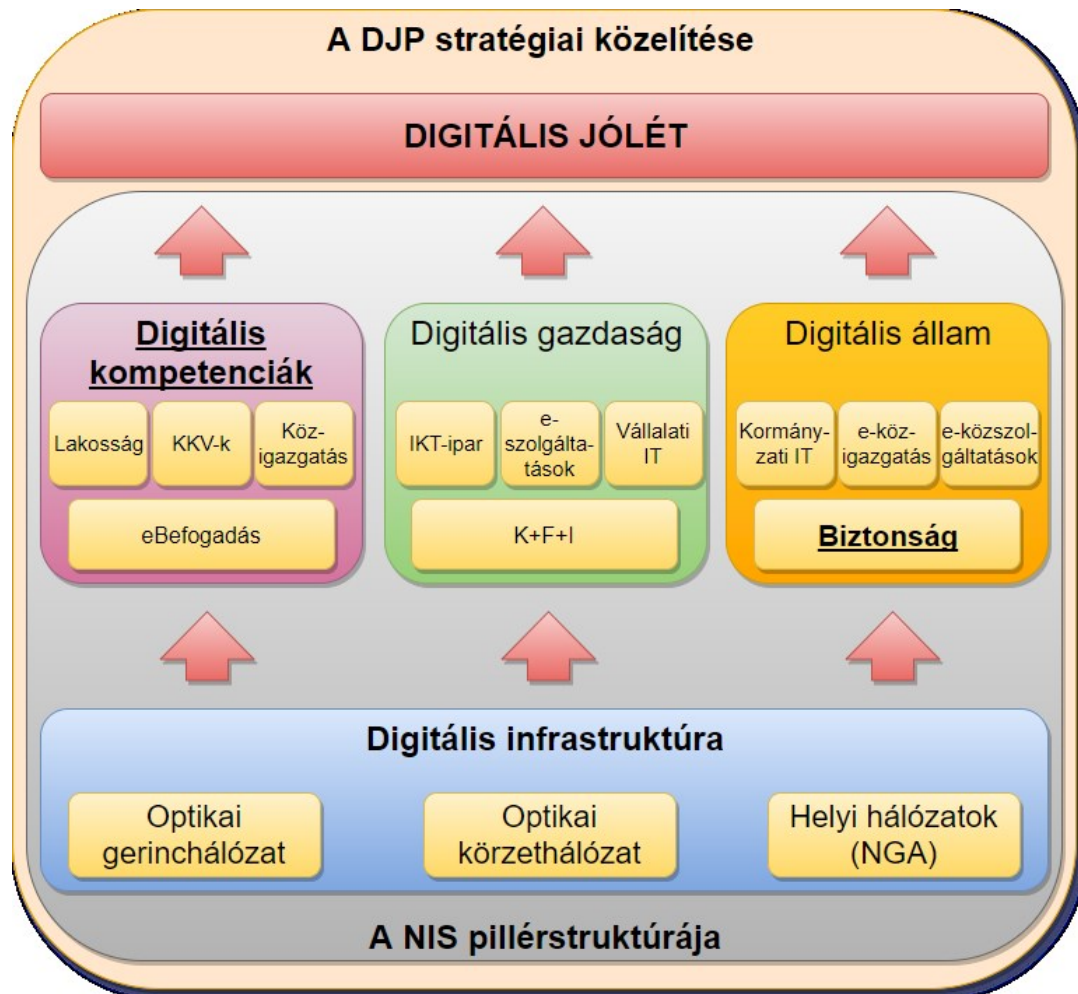 A DJP stratégiai közelítése
DIGITÁLIS JÓLÉT
Digitális
kompetenciák
Lakosság
KKV-k
Köz-
igazgatás
eBefogadás
Digitális gazdaság
IKT-ipar
e-
szolgálta-
tások
Vállalati
IT
K+F+I
Digitális állam
Kormány-
zati IT
e-köz-
igazgatás
e-közszol-
gáltatások
Biztonság
Digitális infrastruktúra
Optikai
gerinchálózat
Optikai
körzethálózat
Helyi hálózatok
(NGA)
A NIS pillérstruktúrája